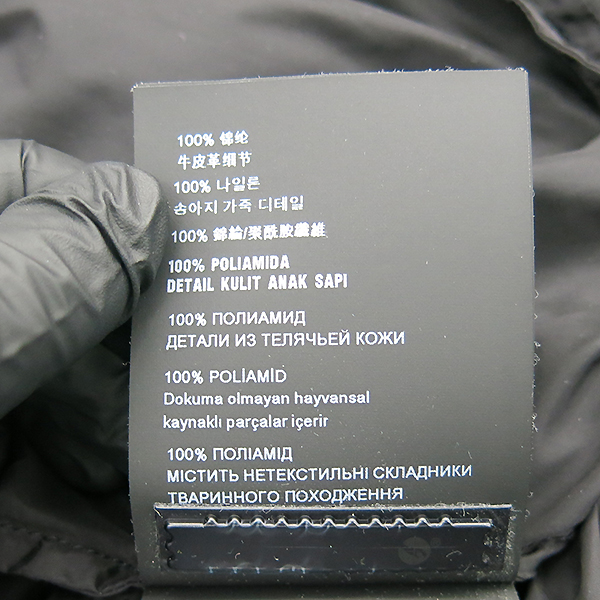 100% 锦纶
牛皮革细节
100% 나일론
송아지 가죽 디테일
100% 錦綸/聚酰胺纖維
100% POLIAMIDA
DETAIL KULIT ANAK SAPI
100% ПОЛИАМИД
ДЕТАЛИ ИЗ ТЕЛЯЧЬЕЙ КОЖИ
100% POLİAMİD
Dokuma olmayan hayvansal
kaynaklı parçalar içerir
100% ПОЛІАМІД
МІСТИТЬ НЕТЕКСТИЛЬНІ СКЛАДНИКИ
ТВАРИННОГО ПОХОДЖЕННЯ